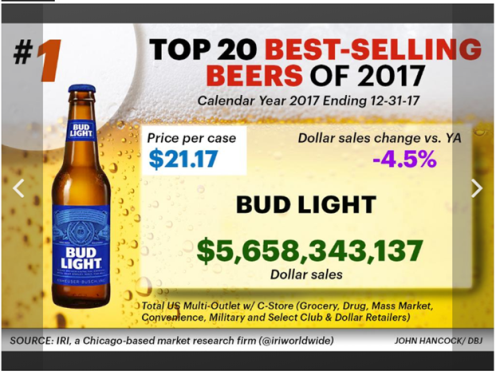 #1
TOP 20 BEST-SELLING
BEERS OF 2017
Calendar Year 2017 Ending 12-31-17
BUD
LIGHT
Price per case
$21.17
Dollar sales change vs. YA
-4.5%
BUD LIGHT
$5,658,343,137
Dollar sales
BUD
LIGHT
Total US Multi-Outlet w/ C-Store (Grocery, Drug, Mass Market,
Convenience, Military and Select Club & Dollar Retailers)
SOURCE: IRI, a Chicago-based market research firm (@iriworldwide)
JOHN HANCOCK/ DBJ